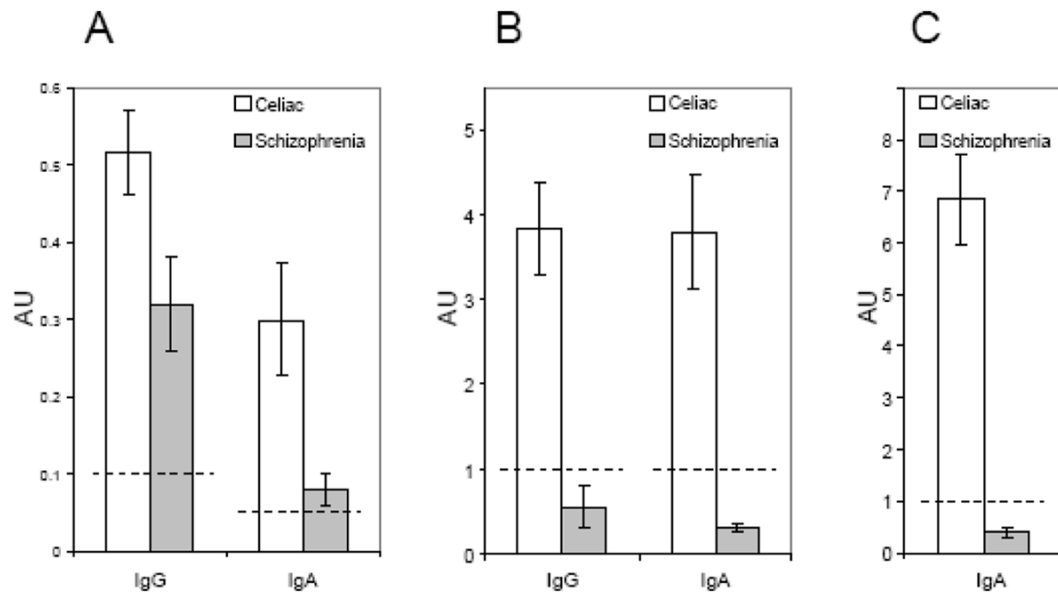 A
B
C
AU
0.6
0.5
0.4
0.3
0.2
0.1
0
Celiac
Schizophrenia
IgG
IgA
AU
5
4
3
2
1
0
Celiac
Schizophrenia
IgG
IgA
AU
8
7
6
5
4
3
2
1
0
Celiac
Schizophrenia
IgA